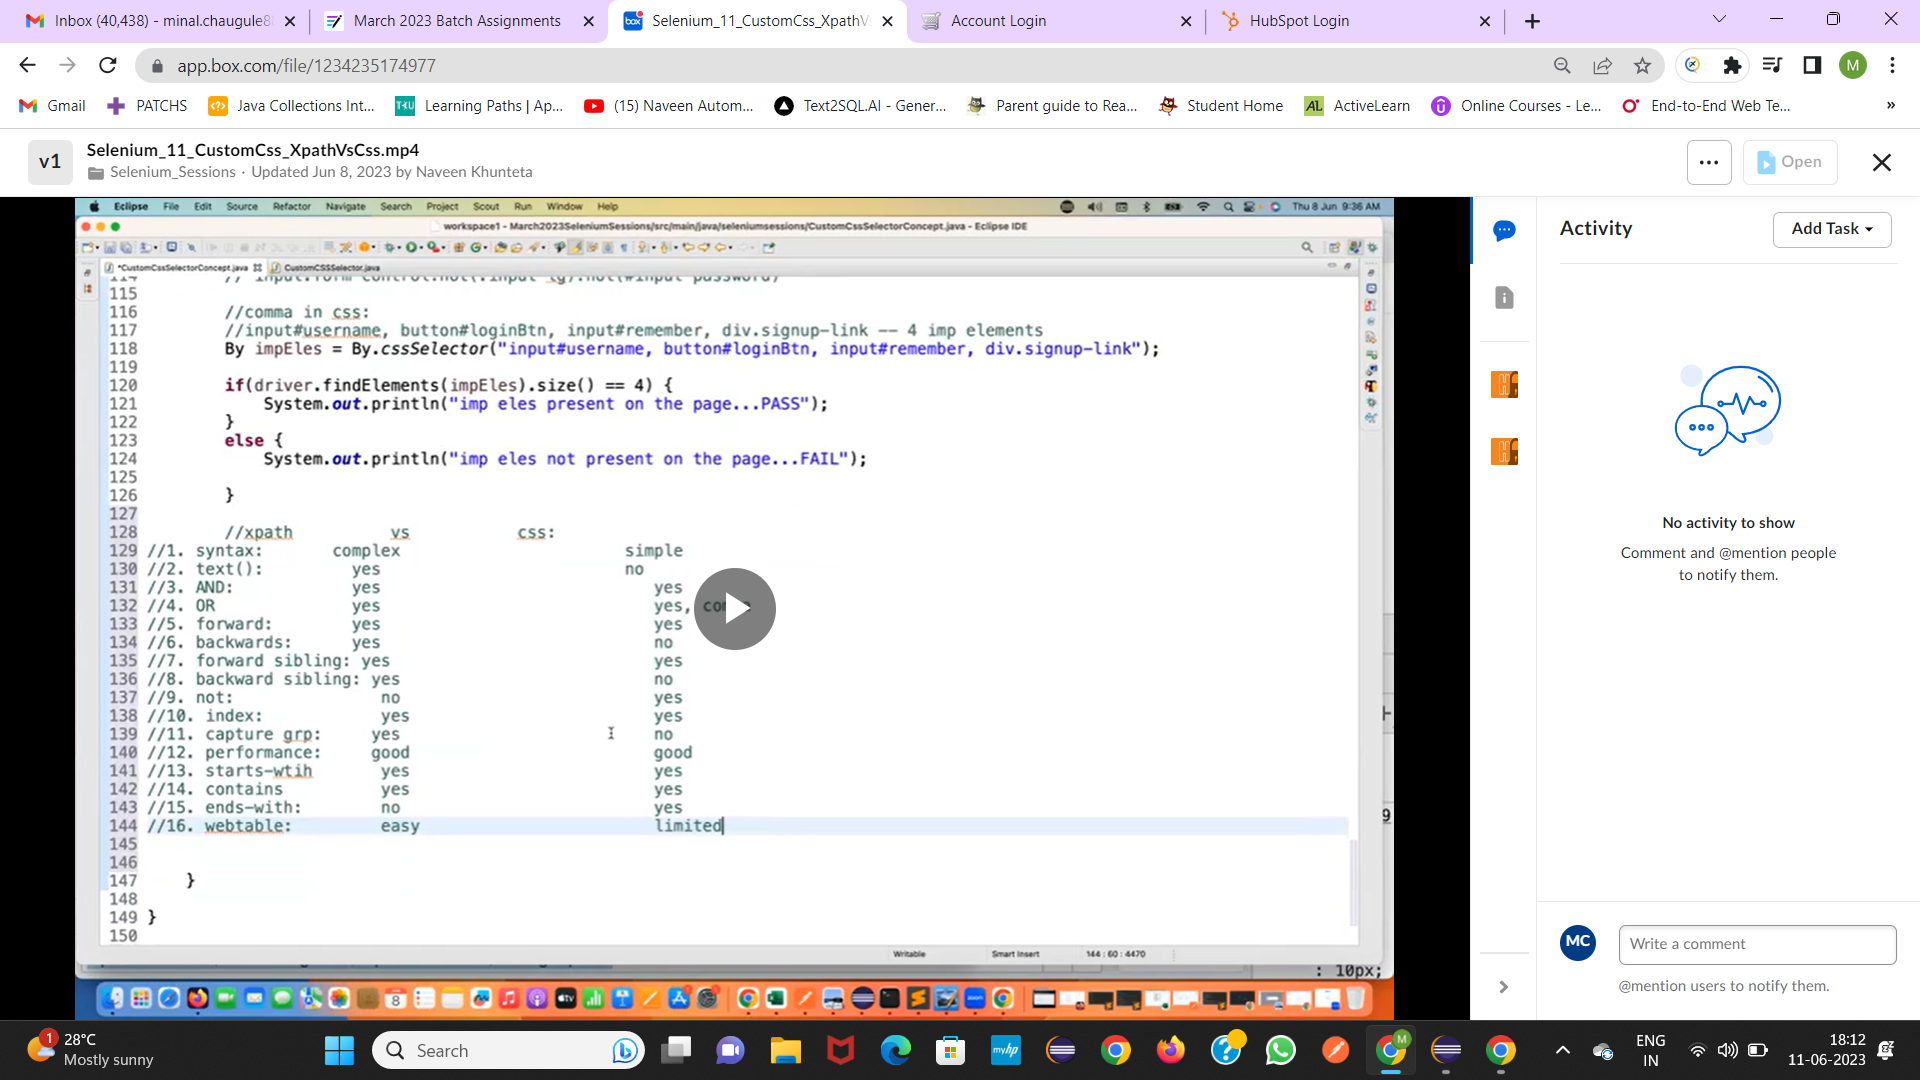 Inbox (40,438) - minal.chaugule8
March 2023 Batch Assignments
Selenium_11_CustomCss_XpathV
Account Login
HubSpot Login
app.box.com/file/1234235174977
M
Gmail
PATCHS
Java Collections Int...
Learning Paths | Ap...
(15) Naveen Autom...
Text2SQL.AI - Gener...
Parent guide to Rea...
Student Home
ActiveLearn
Online Courses - Le...
End-to-End Web Te...
v1
Selenium_11_CustomCss_XpathVsCss.mp4
Selenium_Sessions · Updated Jun 8, 2023 by Naveen Khunteta
Open
Eclipse File Edit Source Refactor Navigate Search Project Scout Run Window Help
Thu 8 Jun 9:36 AM
workspace1 - March2023SeleniumSessions/src/main/java/seleniumsessions/CustomCssSelectorConcept.java - Eclipse IDE
*CustomCssSelectorConcept.java
CustomCSSSelector.java
115
116 //comma in css:
117 //input#username, button#loginBtn, input#remember, div.signup-link -- 4 imp elements
118 By impEles = By.cssSelector("input#username, button#loginBtn, input#remember, div.signup-link");
119
120 if(driver.findElements(impEles).size() == 4) {
121 System.out.println("imp eles present on the page...PASS");
122 }
123 else {
124 System.out.println("imp eles not present on the page...FAIL");
125
126 }
127
128 //xpath vs css:
129 //1. syntax: complex simple
130 //2. text(): yes no
131 //3. AND: yes yes
132 //4. OR yes yes,
133 //5. forward: yes yes
134 //6. backwards: yes no
135 //7. forward sibling: yes yes
136 //8. backward sibling: yes no
137 //9. not: no yes
138 //10. index: yes yes
139 //11. capture grp: yes no
140 //12. performance: good good
141 //13. starts-wtih yes yes
142 //14. contains yes yes
143 //15. ends-with: no yes
144 //16. webtable: easy limited
145
146
147 }
148
149 }
150
Writable
Smart Insert
144 : 60 : 4470
: 10px;
Activity
Add Task
No activity to show
Comment and @mention people
to notify them.
MC
Write a comment
@mention users to notify them.
1
28°C
Mostly sunny
Search
myhp
ENG
IN
18:12
11-06-2023